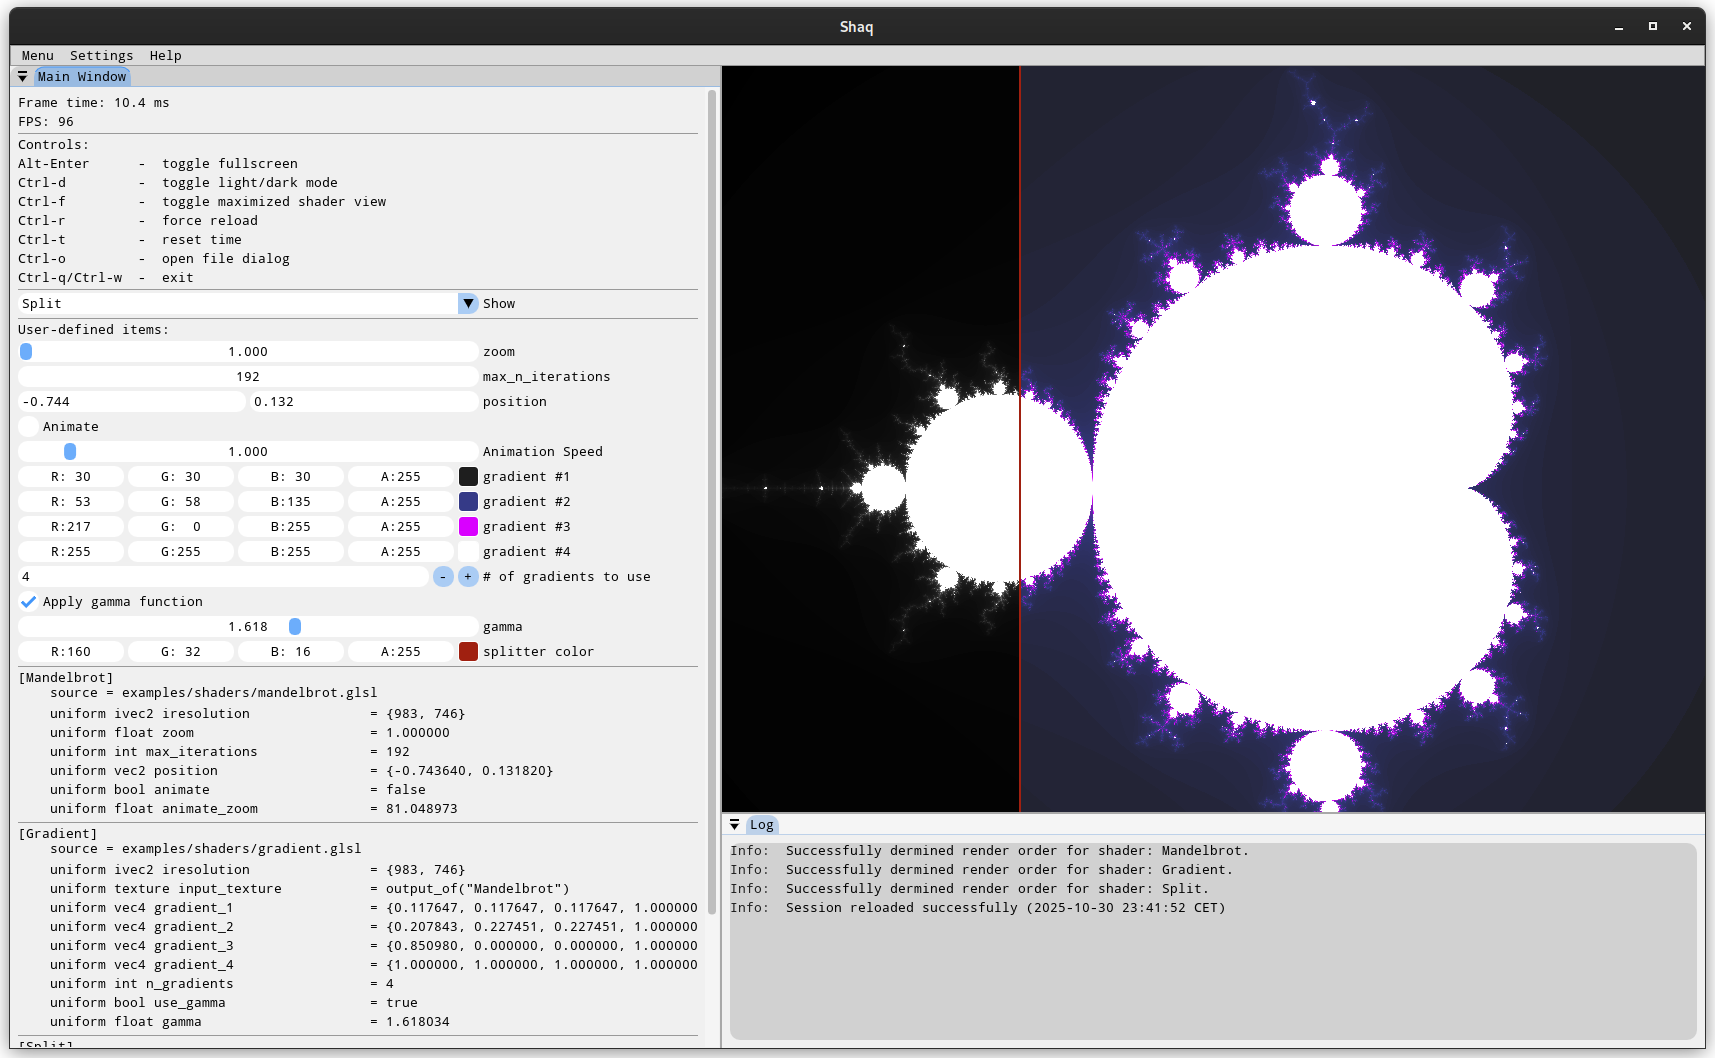 Shaq
Menu Settings Help
Main Window
Frame time: 10.4 ms
FPS: 96
Controls:
Alt-Enter - toggle fullscreen
Ctrl-d - toggle light/dark mode
Ctrl-f - toggle maximized shader view
Ctrl-r - force reload
Ctrl-t - reset time
Ctrl-o - open file dialog
Ctrl-q/Ctrl-w - exit
Split Show
User-defined items:
1.000 zoom
192 max_n_iterations
-0.744 0.132 position
Animate
1.000 Animation Speed
R: 30 G: 30 B: 30 A:255 gradient #1
R: 53 G: 58 B:135 A:255 gradient #2
R:217 G: 0 B:255 A:255 gradient #3
R:255 G:255 B:255 A:255 gradient #4
4 - + # of gradients to use
Apply gamma function
1.618 gamma
R:160 G: 32 B: 16 A:255 splitter color
[Mandelbrot]
source = examples/shaders/mandelbrot.glsl
uniform ivec2 iresolution = {983, 746}
uniform float zoom = 1.000000
uniform int max_iterations = 192
uniform vec2 position = {-0.743640, 0.131820}
uniform bool animate = false
uniform float animate_zoom = 81.048973
[Gradient]
source = examples/shaders/gradient.glsl
uniform ivec2 iresolution = {983, 746}
uniform texture input_texture = output_of("Mandelbrot")
uniform vec4 gradient_1 = {0.117647, 0.117647, 0.117647, 1.000000
uniform vec4 gradient_2 = {0.207843, 0.227451, 0.227451, 1.000000
uniform vec4 gradient_3 = {0.850980, 0.000000, 0.000000, 1.000000
uniform vec4 gradient_4 = {1.000000, 1.000000, 1.000000, 1.000000
uniform int n_gradients = 4
uniform bool use_gamma = true
uniform float gamma = 1.618034
[Split]
Log
Info: Successfully dermined render order for shader: Mandelbrot.
Info: Successfully dermined render order for shader: Gradient.
Info: Successfully dermined render order for shader: Split.
Info: Session reloaded successfully (2025-10-30 23:41:52 CET)